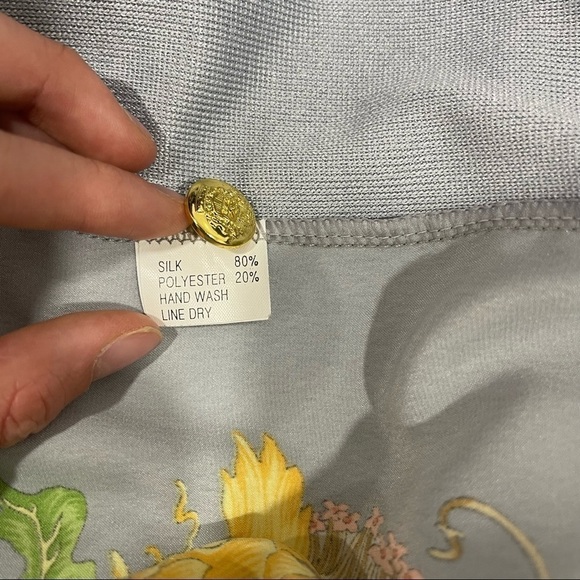 SILK 80%
POLYESTER 20%
HAND WASH
LINE DRY